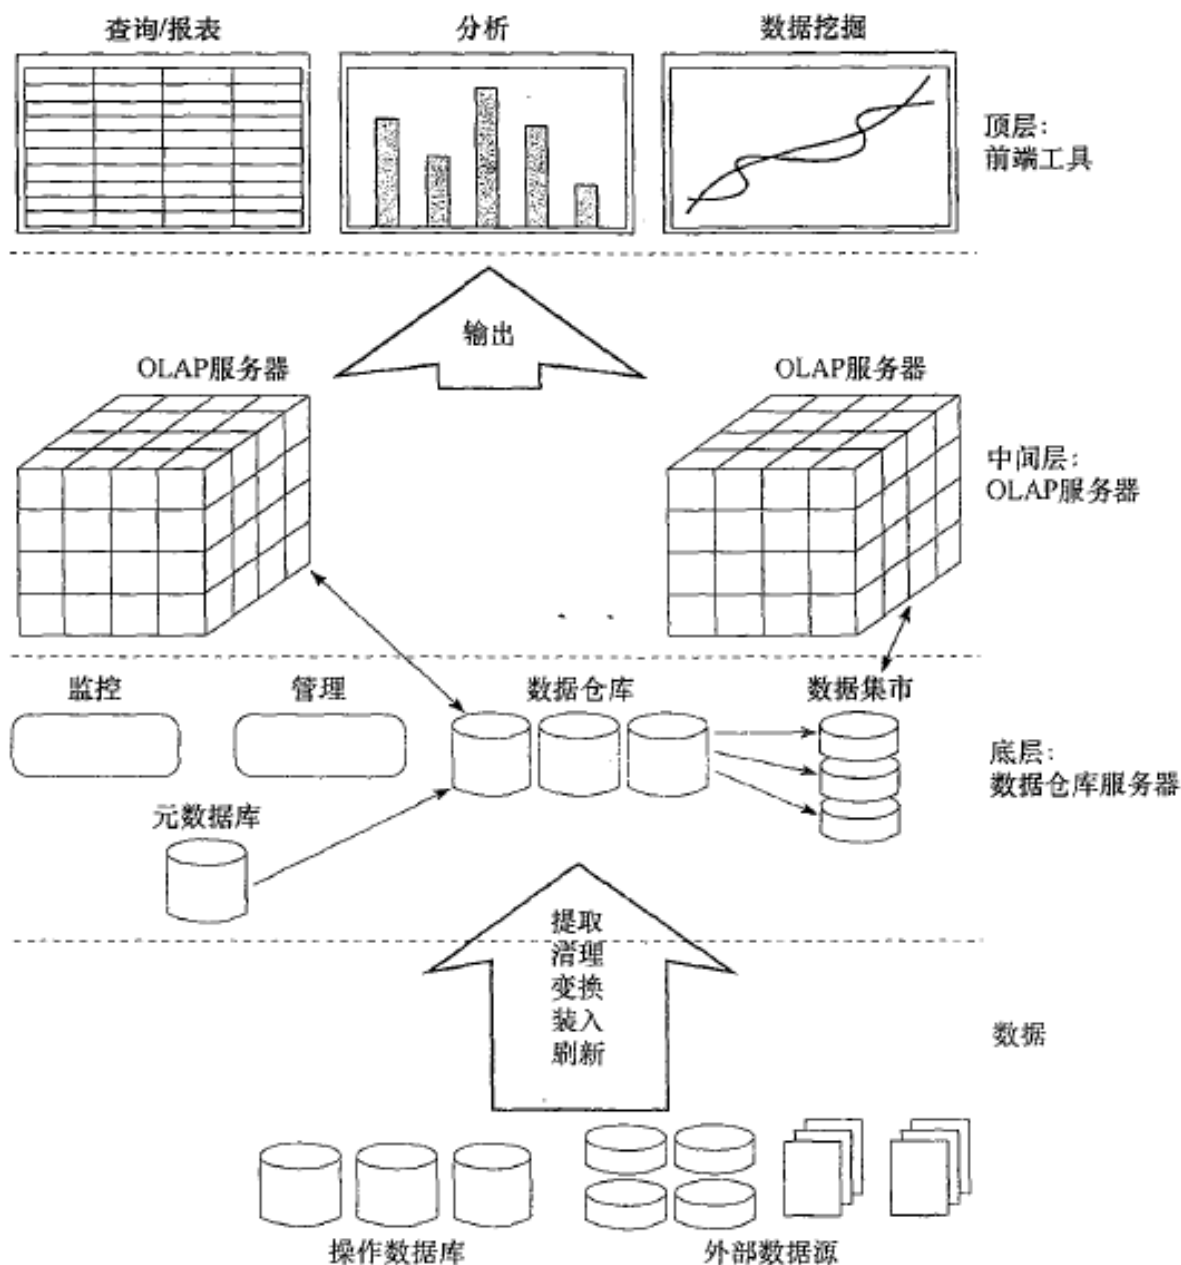 查询/报表
分析
数据挖掘
顶层:
前端工具
输出
OLAP服务器
OLAP服务器
中间层:
OLAP服务器
监控
管理
数据仓库
数据集市
底层:
数据仓库服务器
元数据库
提取
清理
变换
装入
刷新
数据
操作数据库
外部数据源